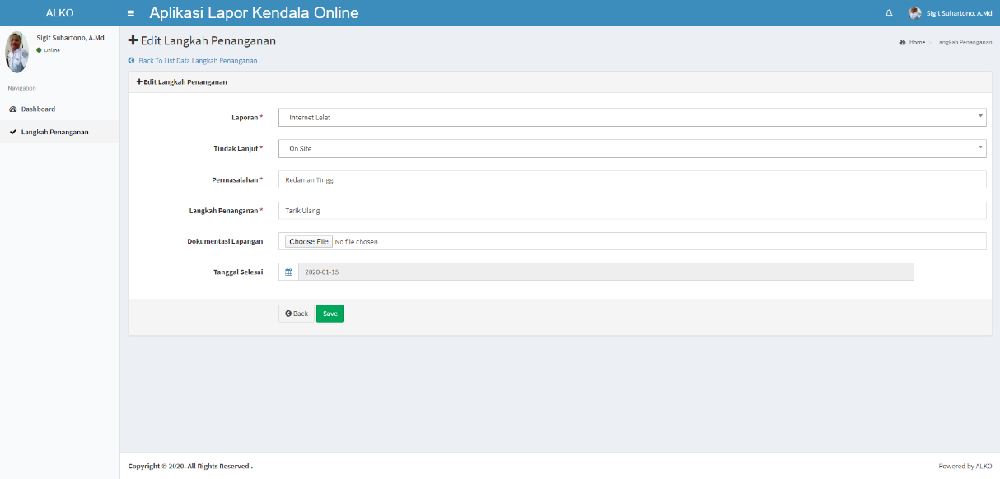 ALKO
Aplikasi Lapor Kendala Online
Sigit Suhartono, A.Md
Sigit Suhartono, A.Md
Online
Navigation
Dashboard
Langkah Penanganan
Edit Langkah Penanganan
Home > Langkah Penanganan
Back To List Data Langkah Penanganan
Edit Langkah Penanganan
Laporan * Internet Lelet
Tindak Lanjut * On Site
Permasalahan * Redaman Tinggi
Langkah Penanganan * Tarik Ulang
Dokumentasi Lapangan Choose File No file chosen
Tanggal Selesai 2020-01-15
Back Save
Copyright © 2020. All Rights Reserved .
Powered by ALKO